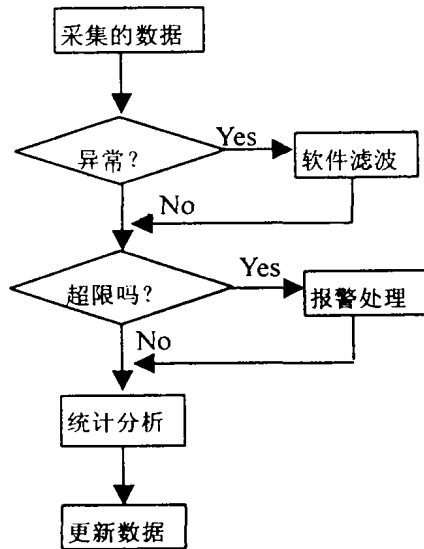 采集的数据
异常？
Yes
软件滤波
No
超限吗？
Yes
报警处理
No
统计分析
更新数据